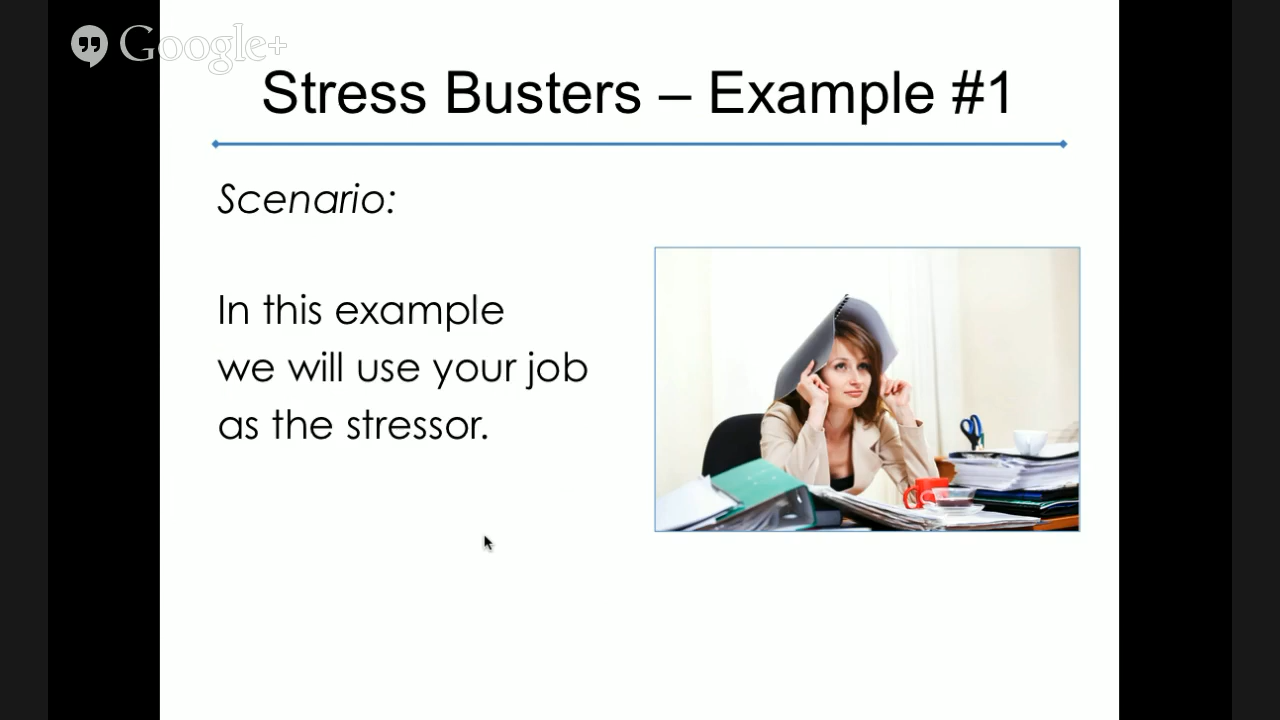 Google+
Stress Busters – Example #1
Scenario:
In this example
we will use your job
as the stressor.